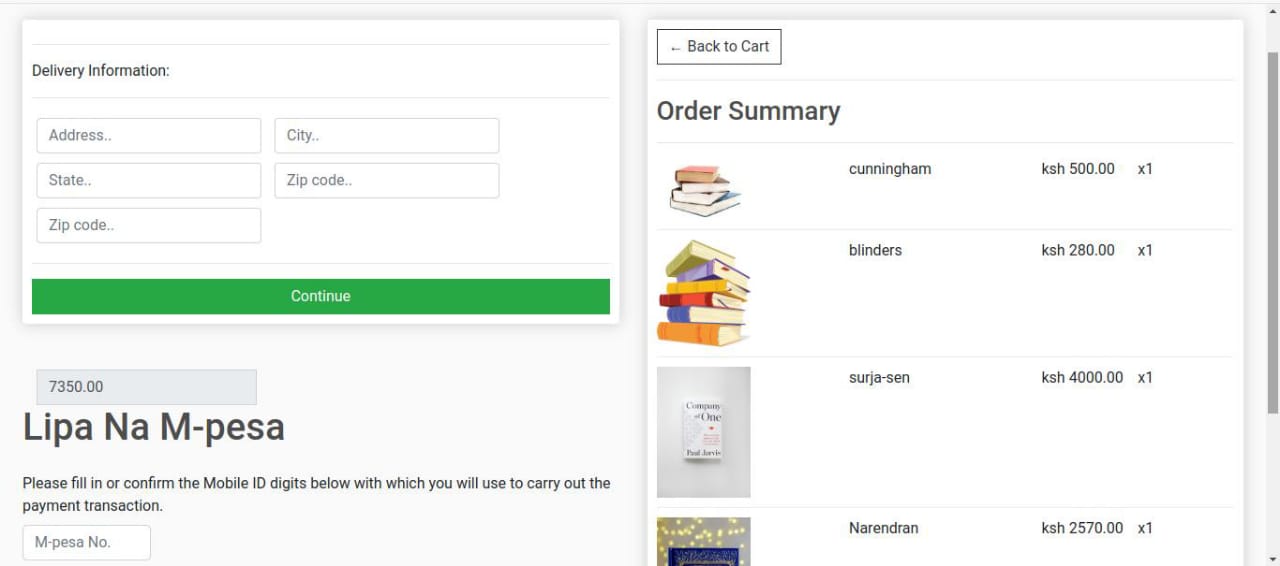 Delivery Information:
Address..
City..
State..
Zip code..
Zip code..
Continue
7350.00
Lipa Na M-pesa
Please fill in or confirm the Mobile ID digits below with which you will use to carry out the
payment transaction.
M-pesa No.
← Back to Cart
Order Summary
cunningham ksh 500.00 x1
blinders ksh 280.00 x1
surja-sen ksh 4000.00 x1
Company
of One
Paul Jarvis
Narendran ksh 2570.00 x1